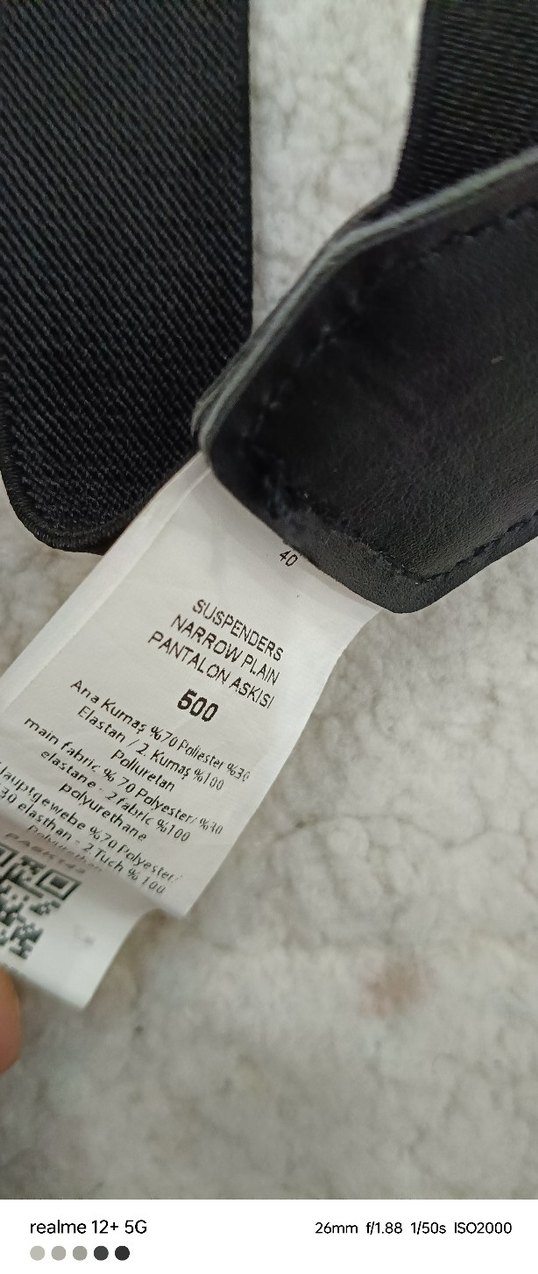 40
SUSPENDERS
NARROW PLAIN
PANTALON ASKISI
500
Ana Kumaş %70 Poliester %30
Elastan / 2. Kumaş %100
Poliüretan
main fabric % 70 Polyester/ %30
elastane - 2 fabric %100
polyurethane
Hauptgewebe %70 Polyester/
30 elasthan - 2 Tuch % 100
realme 12+ 5G
26mm f/1.88 1/50s ISO2000